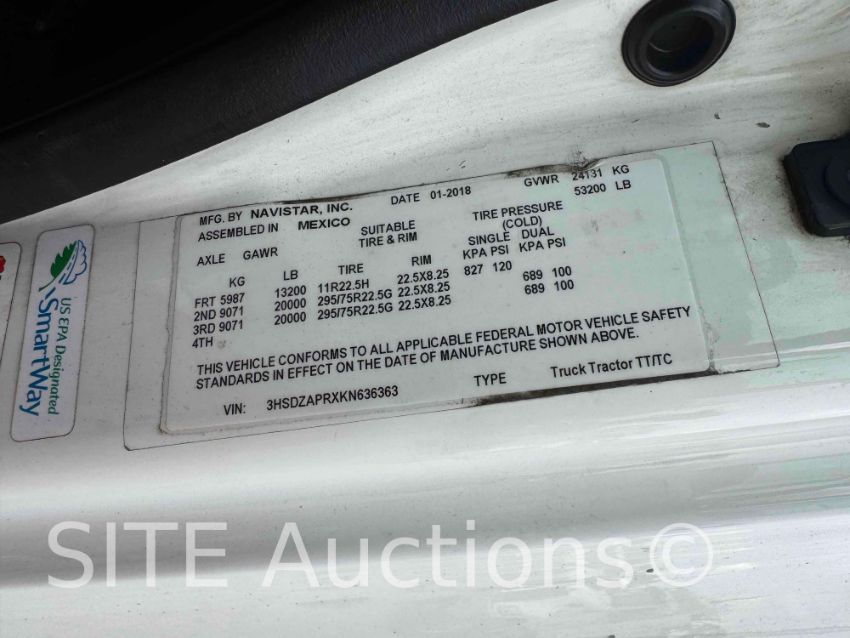 MFG. BY NAVISTAR, INC. DATE 01-2018 GVWR 24131 KG
53200 LB
ASSEMBLED IN MEXICO SUITABLE TIRE PRESSURE
TIRE & RIM (COLD)
AXLE GAWR SINGLE DUAL
KG LB TIRE RIM KPA PSI KPA PSI
FRT 5987 13200 11R22.5H 22.5X8.25 827 120
2ND 9071 20000 295/75R22.5G 22.5X8.25 689 100
3RD 9071 20000 295/75R22.5G 22.5X8.25 689 100
4TH
THIS VEHICLE CONFORMS TO ALL APPLICABLE FEDERAL MOTOR VEHICLE SAFETY
STANDARDS IN EFFECT ON THE DATE OF MANUFACTURE SHOWN ABOVE.
VIN: 3HSDZAPRXKN636363 TYPE Truck Tractor TT/TC
US EPA Designated
SmartWay
SITE Auctions©